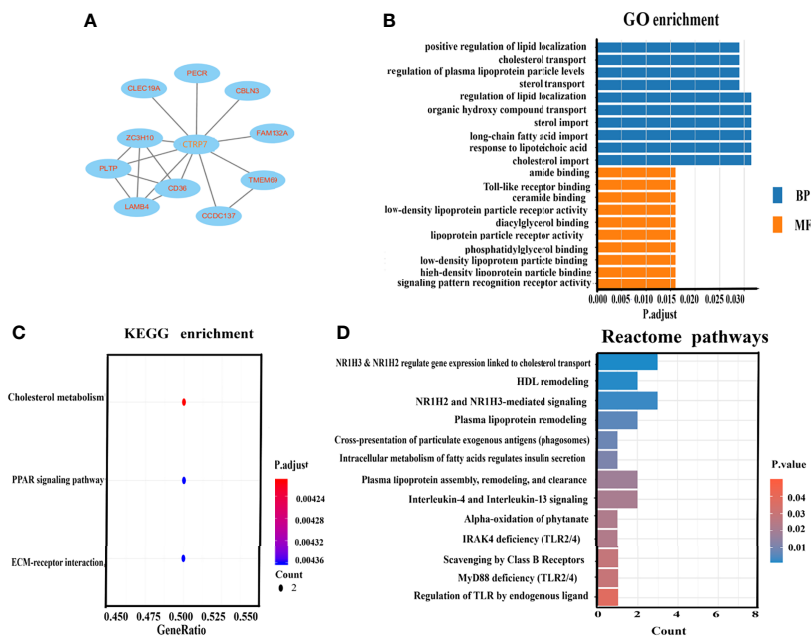 A
PECR
CLEC19A
CBLN3
ZC3H10
CTRP7
FAM132A
PLTP
CD36
TMEM69
LAMB4
CCDC137
B
GO enrichment
positive regulation of lipid localization
cholesterol transport
regulation of plasma lipoprotein particle levels
sterol transport
regulation of lipid localization
organic hydroxy compound transport
sterol import
long-chain fatty acid import
response to lipoteichoic acid
cholesterol import
amide binding
Toll-like receptor binding
ceramide binding
low-density lipoprotein particle receptor activity
diacylglycerol binding
lipoprotein particle receptor activity
phosphatidylglycerol binding
low-density lipoprotein particle binding
high-density lipoprotein particle binding
signaling pattern recognition receptor activity
0.000 0.005 0.010 0.015 0.020 0.025 0.030
P.adjust
BP
MF
C
KEGG enrichment
Cholesterol metabolism
PPAR signaling pathway
ECM-receptor interaction
0.450 0.475 0.500 0.525 0.550
GeneRatio
P.adjust
0.00424
0.00428
0.00432
0.00436
Count
2
D
Reactome pathways
NR1H3 & NR1H2 regulate gene expression linked to cholesterol transport
HDL remodeling
NR1H2 and NR1H3-mediated signaling
Plasma lipoprotein remodeling
Cross-presentation of particulate exogenous antigens (phagosomes)
Intracellular metabolism of fatty acids regulates insulin secretion
Plasma lipoprotein assembly, remodeling, and clearance
Interleukin-4 and Interleukin-13 signaling
Alpha-oxidation of phytanate
IRAK4 deficiency (TLR2/4)
Scavenging by Class B Receptors
MyD88 deficiency (TLR2/4)
Regulation of TLR by endogenous ligand
0 2 4 6 8
Count
P.value
0.04
0.03
0.02
0.01